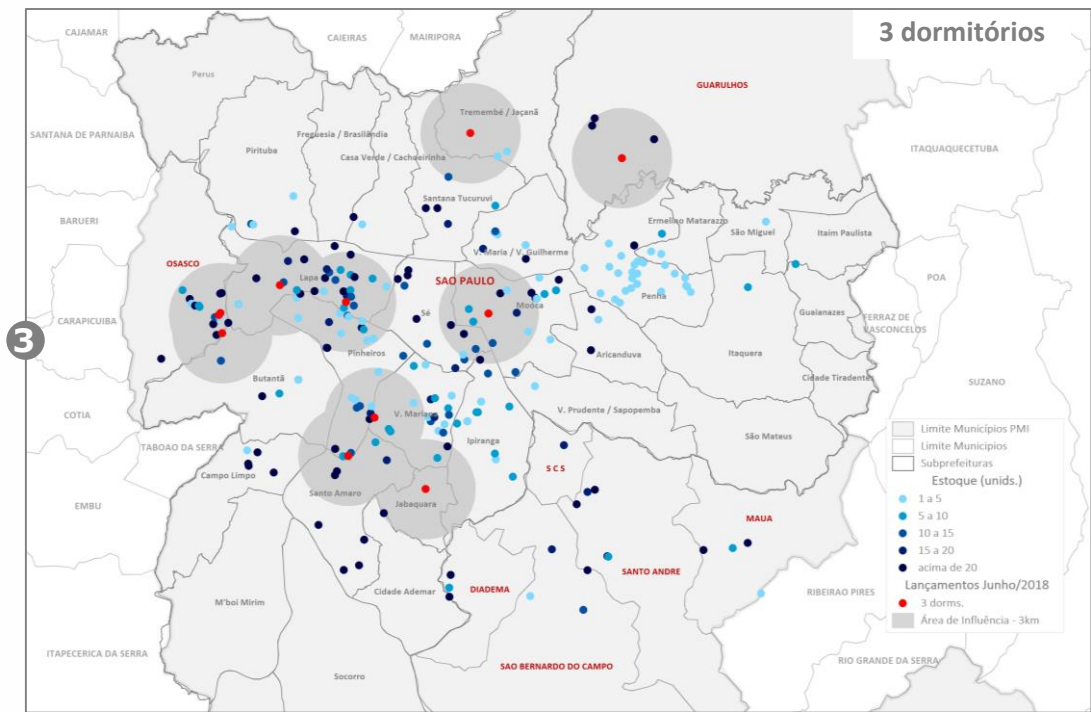 3 dormitórios
CAJAMAR
CAIEIRAS
MAIRIPORA
Perus
GUARULHOS
Tremembé / Jaçanã
SANTANA DE PARNAIBA
Freguesia / Brasilândia
Pirituba
Casa Verde / Cachoeirinha
ITAQUAQUECETUBA
Santana Tucuruvi
BARUERI
Ermelino Matarazzo
São Miguel
Itaim Paulista
V. Maria / V. Guilherme
OSASCO
Lapa
SAO PAULO
POA
Penha
Mooca
Sé
Guaianazes
FERRAZ DE
VASCONCELOS
CARAPICUIBA
3
Pinheiros
Aricanduva
Itaquera
Butantã
Cidade Tiradentes
SUZANO
COTIA
V. Mariana
V. Prudente / Sapopemba
TABOAO DA SERRA
Ipiranga
São Mateus
Campo Limpo
S C S
Santo Amaro
EMBU
Jabaquara
MAUA
SANTO ANDRE
M'boi Mirim
Cidade Ademar
DIADEMA
RIBEIRAO PIRES
ITAPECERICA DA SERRA
SAO BERNARDO DO CAMPO
RIO GRANDE DA SERRA
Socorro
Limite Municípios PMI
Limite Municípios
Subprefeituras
Estoque (unids.)
1 a 5
5 a 10
10 a 15
15 a 20
acima de 20
Lançamentos Junho/2018
3 dorms.
Área de Influência - 3km